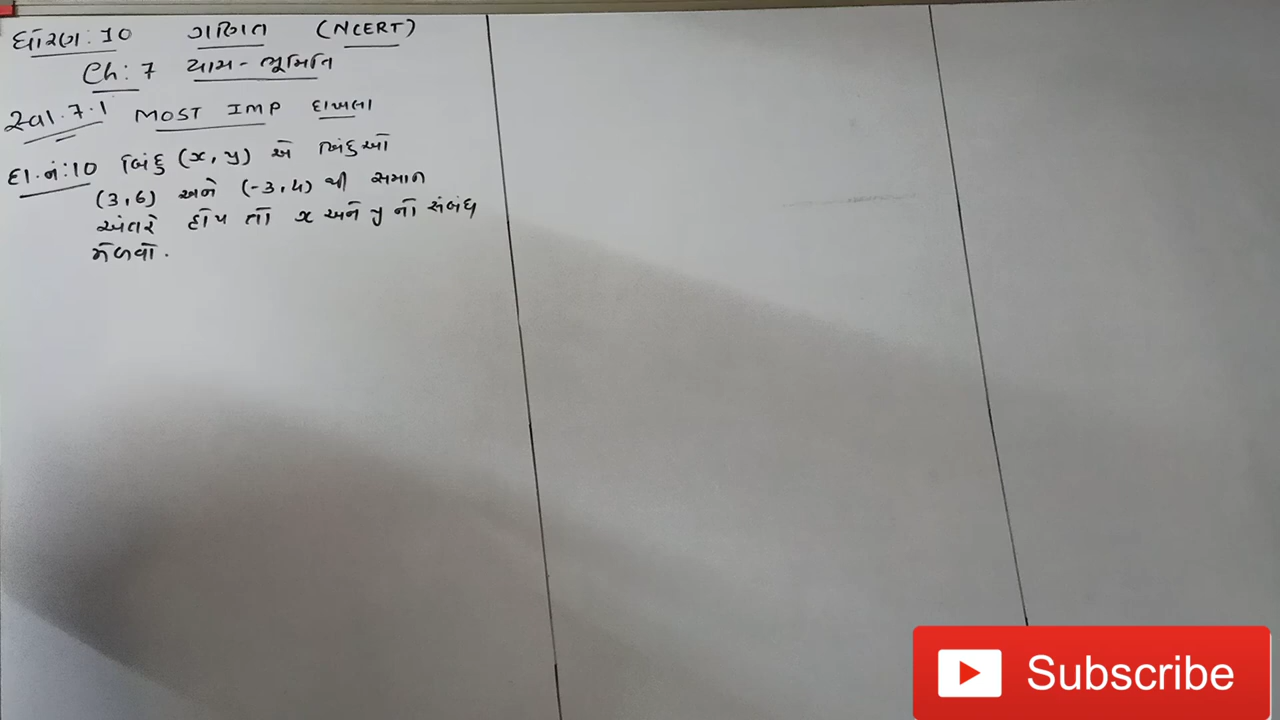 ધોરણ: 10 ગણિત (NCERT)
Ch: 7 યામ-ભૂમિતિ
સ્વા. 7.1 MOST IMP દાખલા
દા.નં:10 બિંદુ (x, y) એ બિંદુઓ
(3,6) અને (-3,4) થી સમાન
અંતરે હોય તો x અને y નો સંબંધ
મેળવો.
Subscribe